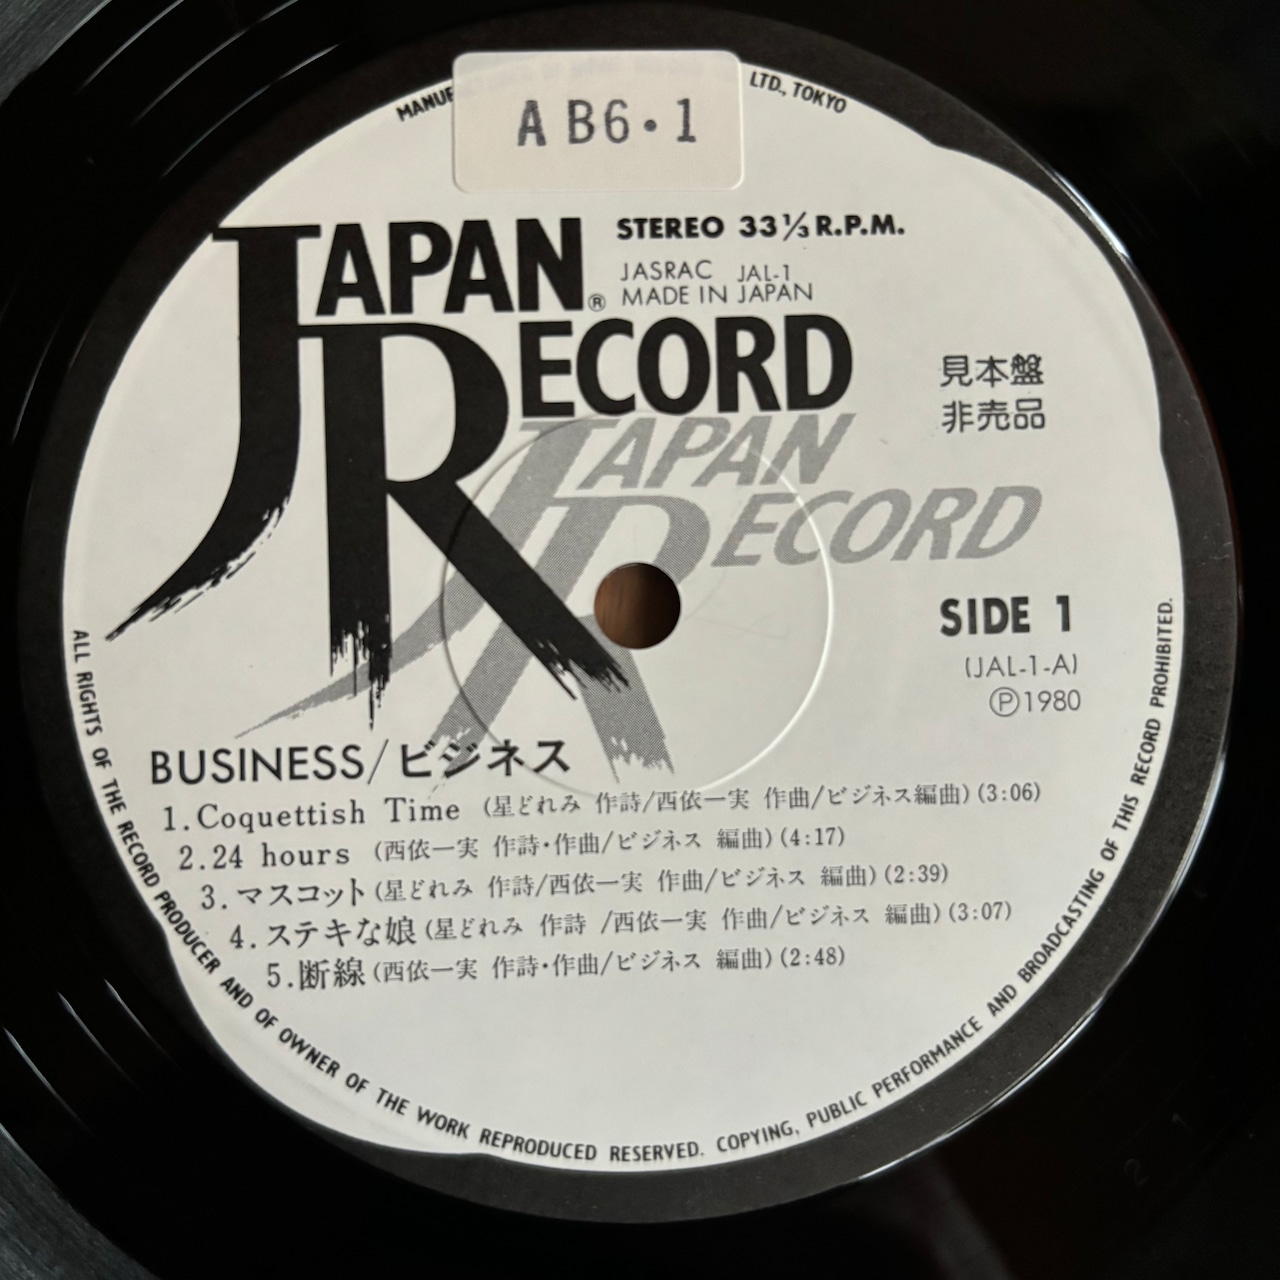 AB6・1
LTD., TOKYO
JAPAN
RECORD
®
STEREO 33⅓ R.P.M.
JASRAC JAL-1
MADE IN JAPAN
見本盤
非売品
JAPAN
RECORD
SIDE 1
(JAL-1-A)
Ⓟ1980
BUSINESS/ビジネス
1.Coquettish Time (星どれみ 作詩/西依一実 作曲/ビジネス編曲)(3:06)
2.24 hours (西依一実 作詩・作曲/ビジネス 編曲)(4:17)
3.マスコット(星どれみ 作詩/西依一実 作曲/ビジネス 編曲)(2:39)
4.ステキな娘(星どれみ 作詩 /西依一実 作曲/ビジネス 編曲)(3:07)
5.断線(西依一実 作詩・作曲/ビジネス 編曲)(2:48)
ALL RIGHTS OF THE RECORD PRODUCER AND OF OWNER OF THE WORK REPRODUCED RESERVED. COPYING, PUBLIC PERFORMANCE AND BROADCASTING OF THIS RECORD PROHIBITED.